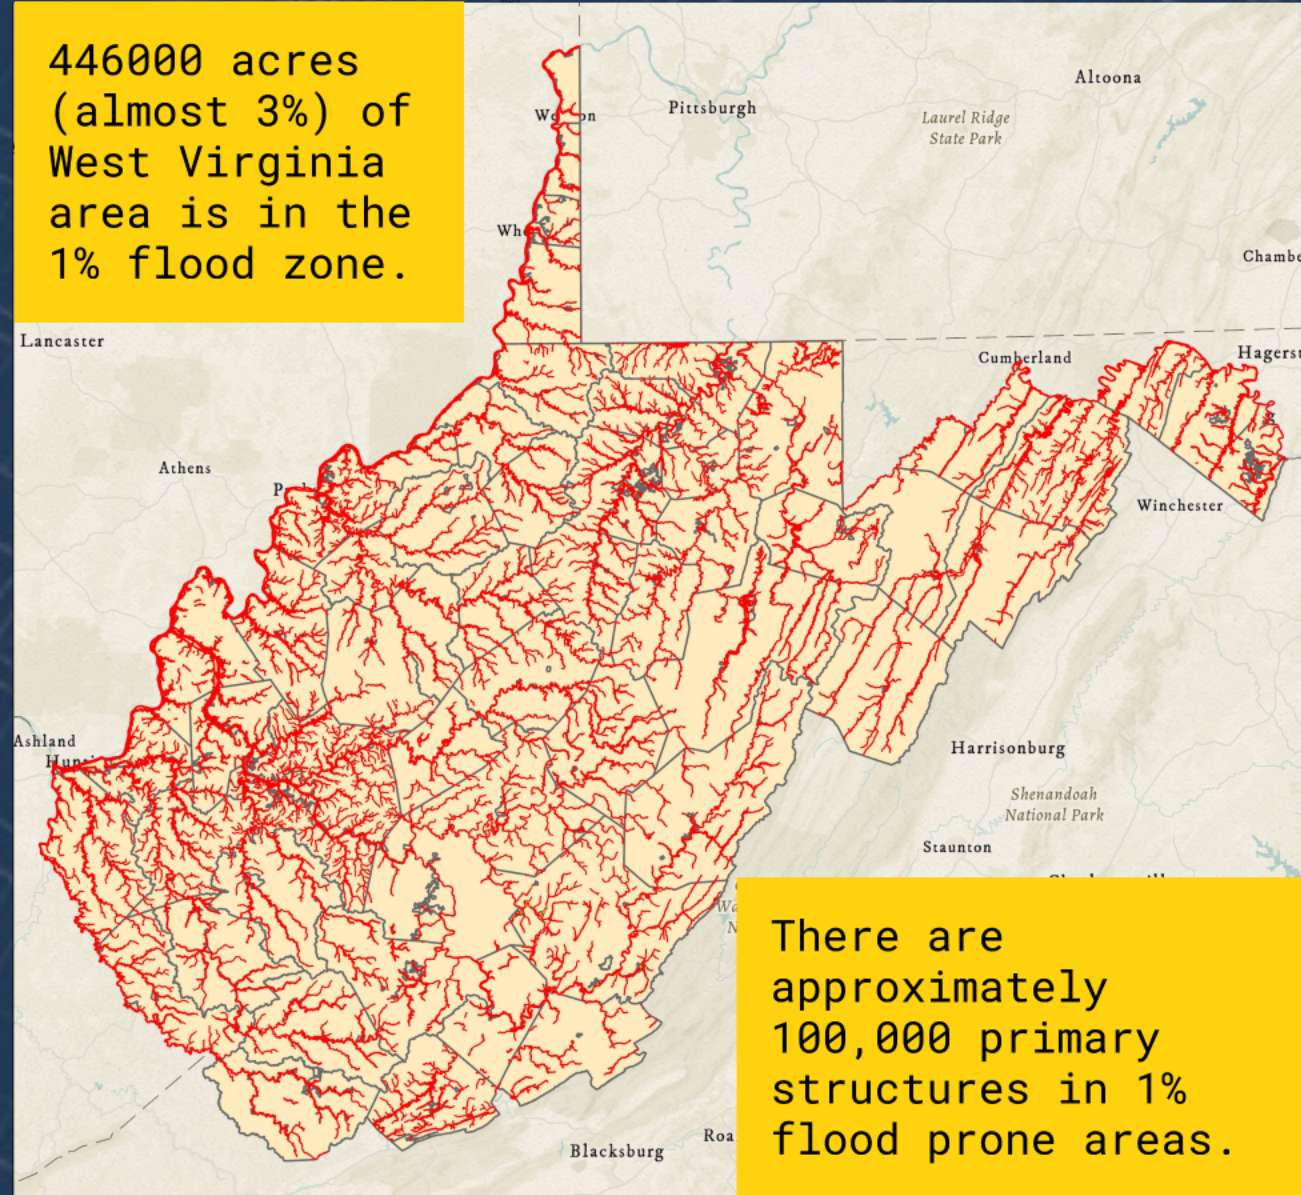 446000 acres
(almost 3%) of
West Virginia
area is in the
1% flood zone.
Altoona
Pittsburgh
Laurel Ridge
State Park
Lancaster
Cumberland
Athens
Winchester
Ashland
Harrisonburg
Shenandoah
National Park
Staunton
There are
approximately
100,000 primary
structures in 1%
flood prone areas.
Blacksburg